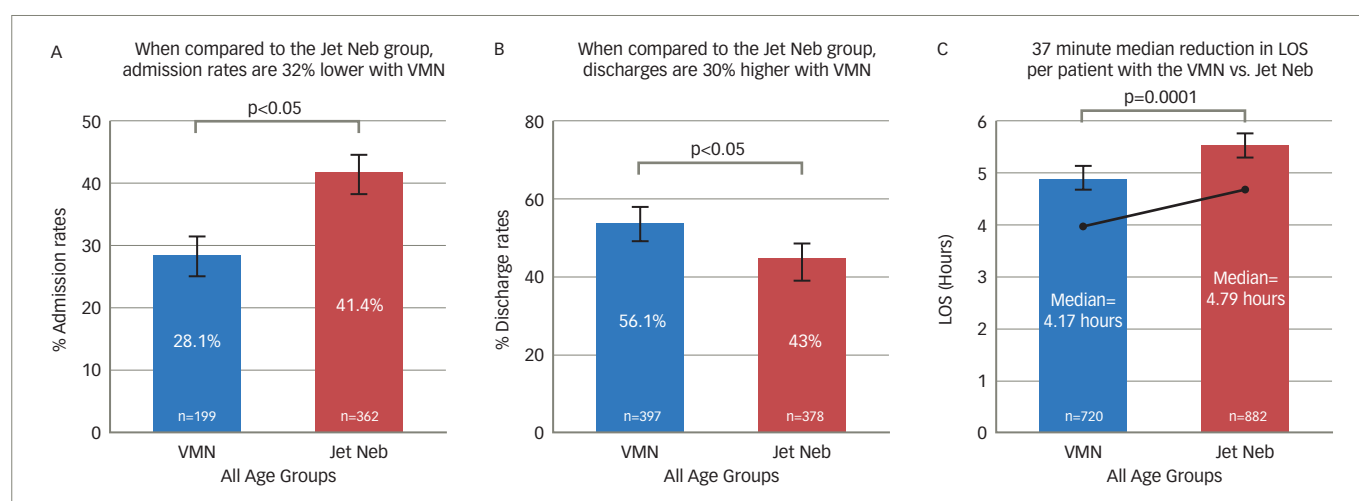 A
When compared to the Jet Neb group,
admission rates are 32% lower with VMN
p<0.05
% Admission rates
50
40
30
20
10
0
28.1%
41.4%
n=199
n=362
VMN
Jet Neb
All Age Groups
B
When compared to the Jet Neb group,
discharges are 30% higher with VMN
p<0.05
% Discharge rates
80
60
40
20
0
56.1%
43%
n=397
n=378
VMN
Jet Neb
All Age Groups
C
37 minute median reduction in LOS
per patient with the VMN vs. Jet Neb
p=0.0001
LOS (Hours)
6
5
4
3
2
1
0
Median=
4.17 hours
Median=
4.79 hours
n=720
n=882
VMN
Jet Neb
All Age Groups